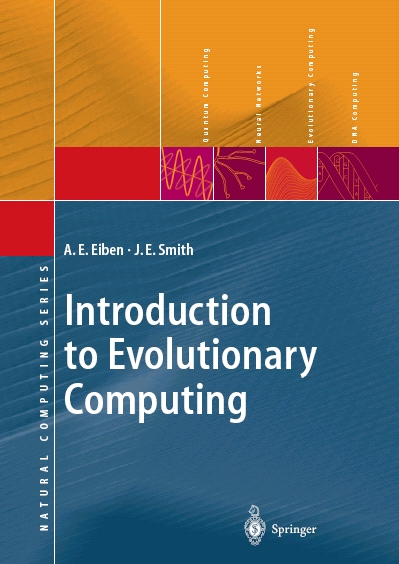 Quantum Computing
Neural Networks
Evolutionary Computing
DNA Computing
A. E. Eiben · J. E. Smith
Introduction
to Evolutionary
Computing
NATURAL COMPUTING SERIES
Springer